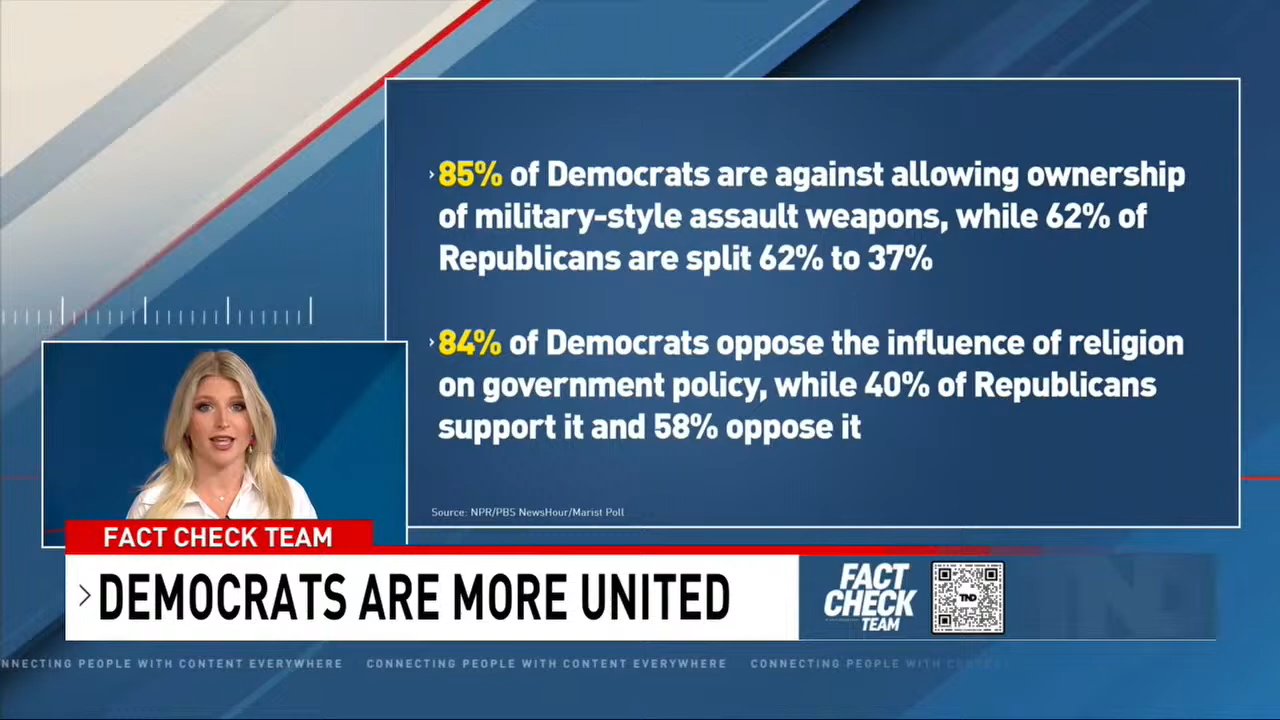 85% of Democrats are against allowing ownership
of military-style assault weapons, while 62% of
Republicans are split 62% to 37%
84% of Democrats oppose the influence of religion
on government policy, while 40% of Republicans
support it and 58% oppose it
Source: NPR/PBS NewsHour/Marist Poll
FACT CHECK TEAM
DEMOCRATS ARE MORE UNITED
FACT
CHECK
TEAM
TND
TND
NNECTING PEOPLE WITH CONTENT EVERYWHERE CONNECTING PEOPLE WITH CONTENT EVERYWHERE CONNECTING PEOPLE WITH